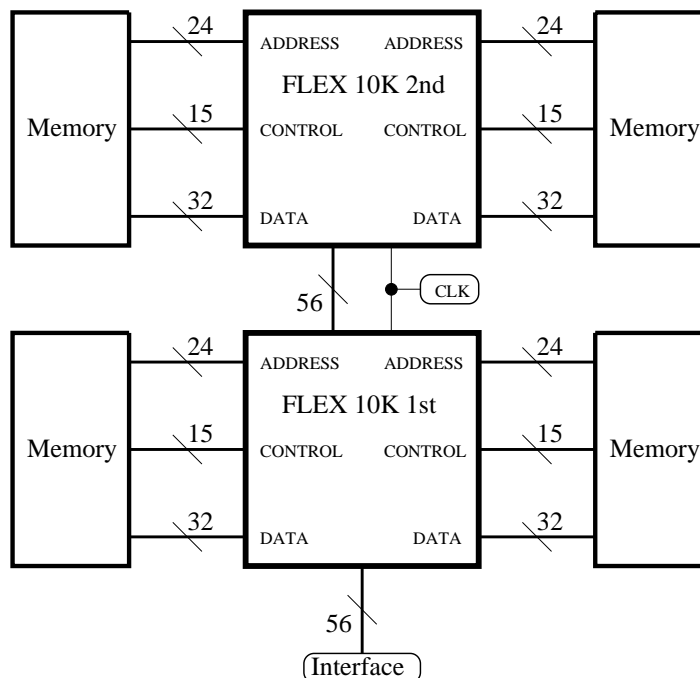 24 24
ADDRESS ADDRESS
FLEX 10K 2nd
15 15
Memory CONTROL CONTROL Memory
32 32
DATA DATA
56
CLK
24 24
ADDRESS ADDRESS
FLEX 10K 1st
15 15
Memory CONTROL CONTROL Memory
32 32
DATA DATA
56
Interface